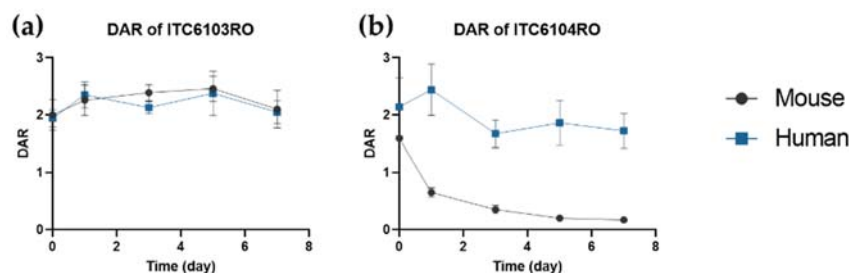 (a)
DAR of ITC6103RO
3
2
1
0
DAR
0 2 4 6 8
Time (day)
(b)
DAR of ITC6104RO
3
2
1
0
DAR
0 2 4 6 8
Time (day)
Mouse
Human